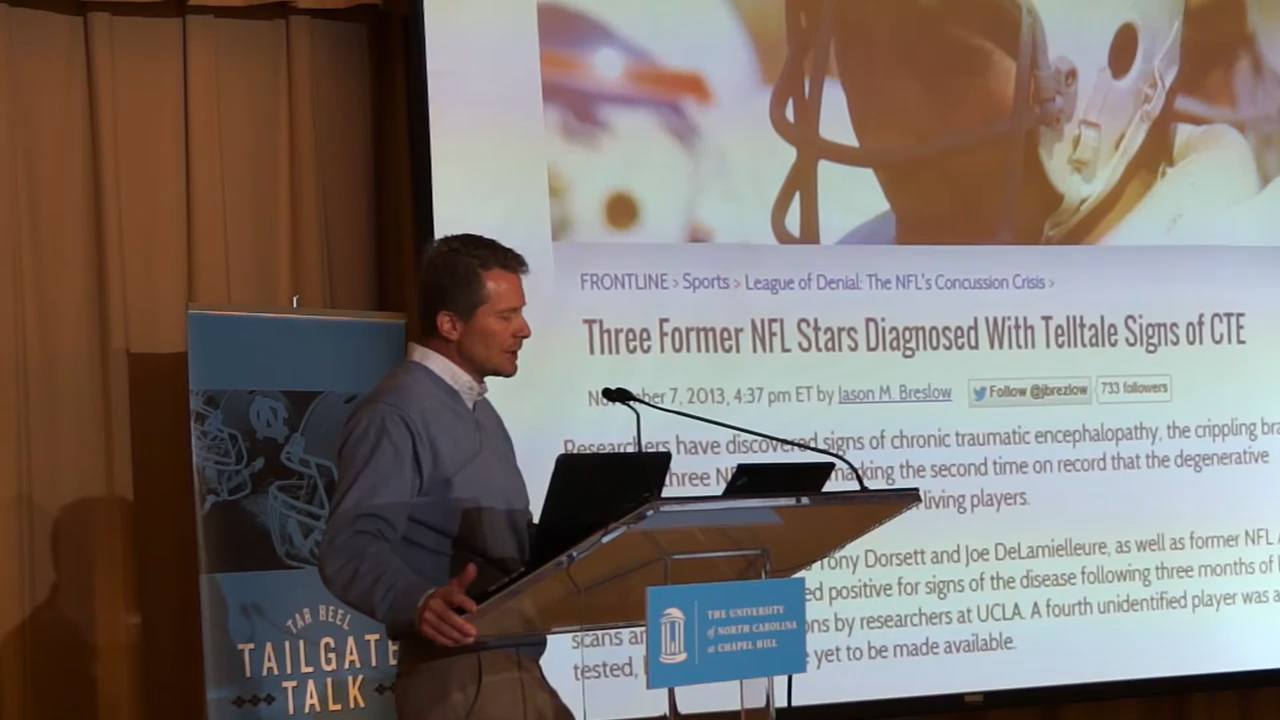 FRONTLINE > Sports > League of Denial: The NFL's Concussion Crisis >
Three Former NFL Stars Diagnosed With Telltale Signs of CTE
7, 2013, 4:37 pm ET by Jason M. Breslow
Follow @jbrezlow
733 followers
Researchers have discovered signs of chronic traumatic encephalopathy, the crippling
three marking the second time on record that the degenerative
living players.
Tony Dorsett and Joe DeLamielleure, as well as former NFL
positive for signs of the disease following three months of
scans by researchers at UCLA. A fourth unidentified player was
tested, yet to be made available.
THE UNIVERSITY
of NORTH CAROLINA
at CHAPEL HILL
TAR HEEL
TAILGATE
TALK